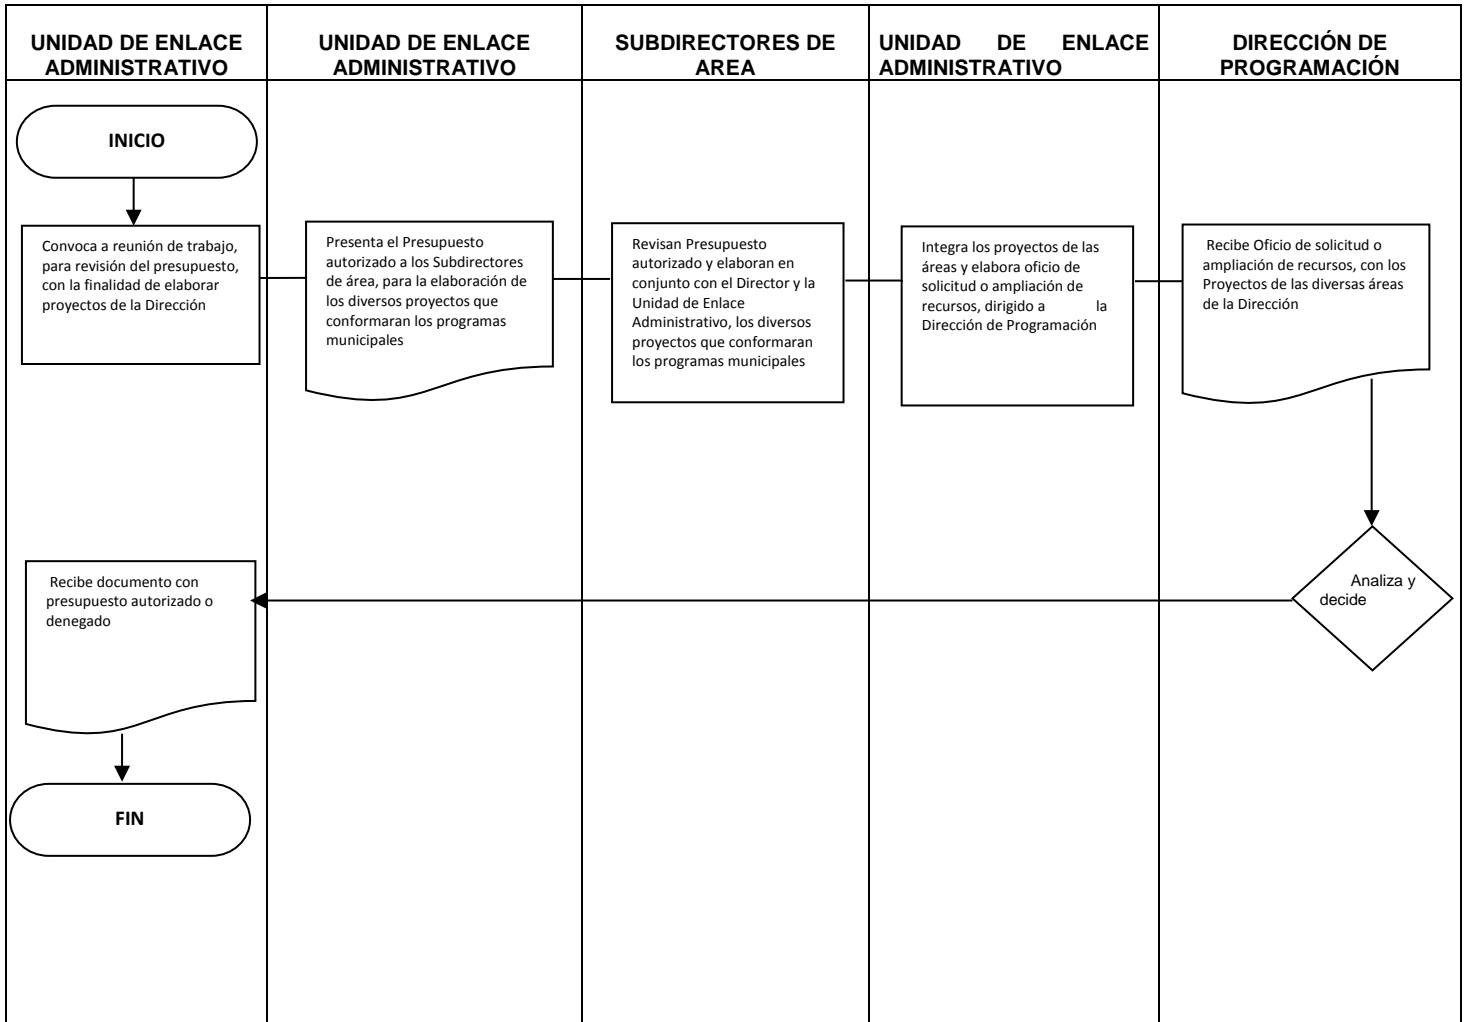 UNIDAD DE ENLACE
ADMINISTRATIVO
UNIDAD DE ENLACE
ADMINISTRATIVO
SUBDIRECTORES DE
AREA
UNIDAD DE ENLACE
ADMINISTRATIVO
DIRECCIÓN DE
PROGRAMACIÓN
INICIO
Convoca a reunión de trabajo,
para revisión del presupuesto,
con la finalidad de elaborar
proyectos de la Dirección
Presenta el Presupuesto
autorizado a los Subdirectores
de área, para la elaboración de
los diversos proyectos que
conformaran los programas
municipales
Revisan Presupuesto
autorizado y elaboran en
conjunto con el Director y la
Unidad de Enlace
Administrativo, los diversos
proyectos que conformaran
los programas municipales
Integra los proyectos de las
áreas y elabora oficio de
solicitud o ampliación de
recursos, dirigido a la
Dirección de Programación
Recibe Oficio de solicitud o
ampliación de recursos, con los
Proyectos de las diversas áreas
de la Dirección
Analiza y
decide
Recibe documento con
presupuesto autorizado o
denegado
FIN